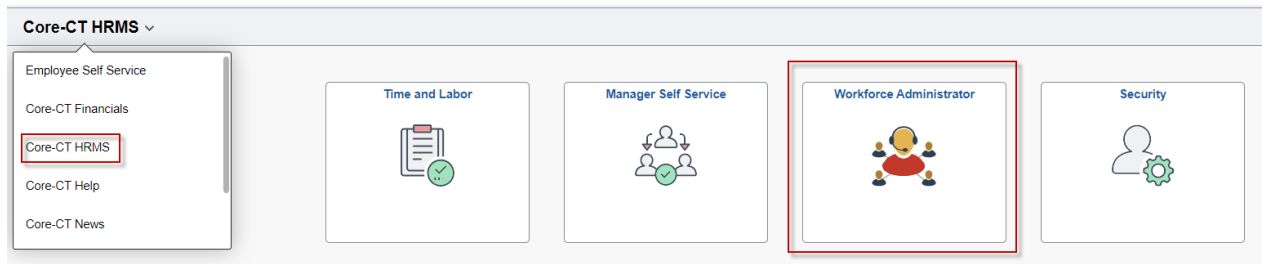 Core-CT HRMS
Employee Self Service
Core-CT Financials
Core-CT HRMS
Core-CT Help
Core-CT News
Time and Labor
Manager Self Service
Workforce Administrator
Security